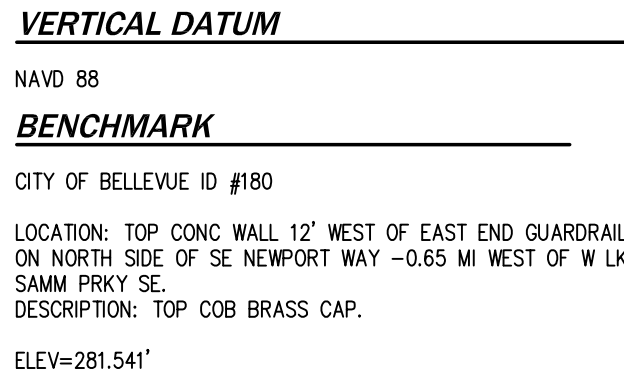 VERTICAL DATUM
NAVD 88
BENCHMARK
CITY OF BELLEVUE ID #180
LOCATION: TOP CONC WALL 12' WEST OF EAST END GUARDRAIL
ON NORTH SIDE OF SE NEWPORT WAY -0.65 MI WEST OF W LK
SAMM PRKY SE.
DESCRIPTION: TOP COB BRASS CAP.
ELEV=281.541'